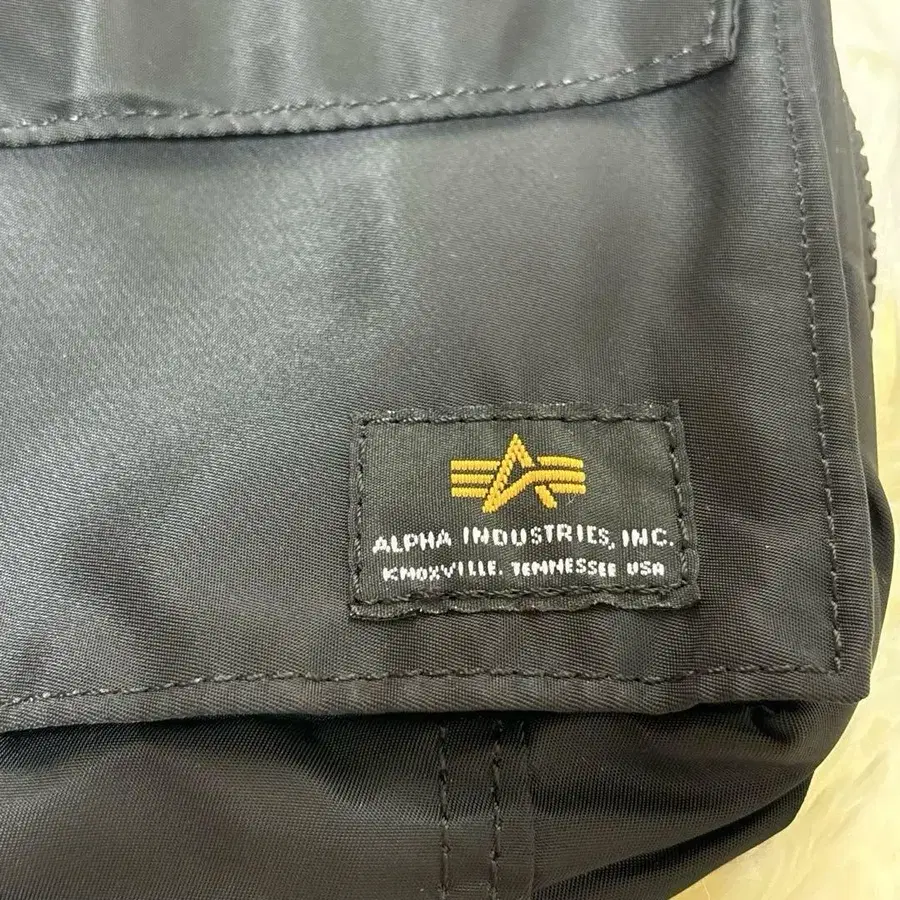 ALPHA INDUSTRIES, INC.
KNOXVILLE. TENNESSEE USA